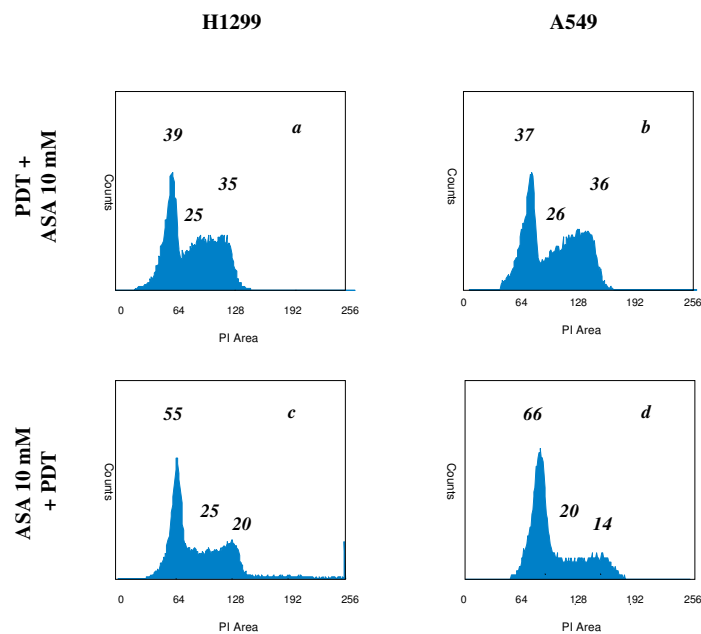 H1299 A549
PDT +
ASA 10 mM
39 a
35
25
Counts
0 64 128 192 256
PI Area
37 b
36
26
Counts
0 64 128 192 256
PI Area
ASA 10 mM
+ PDT
55 c
25 20
Counts
0 64 128 192 256
PI Area
66 d
20 14
Counts
0 64 128 192 256
PI Area